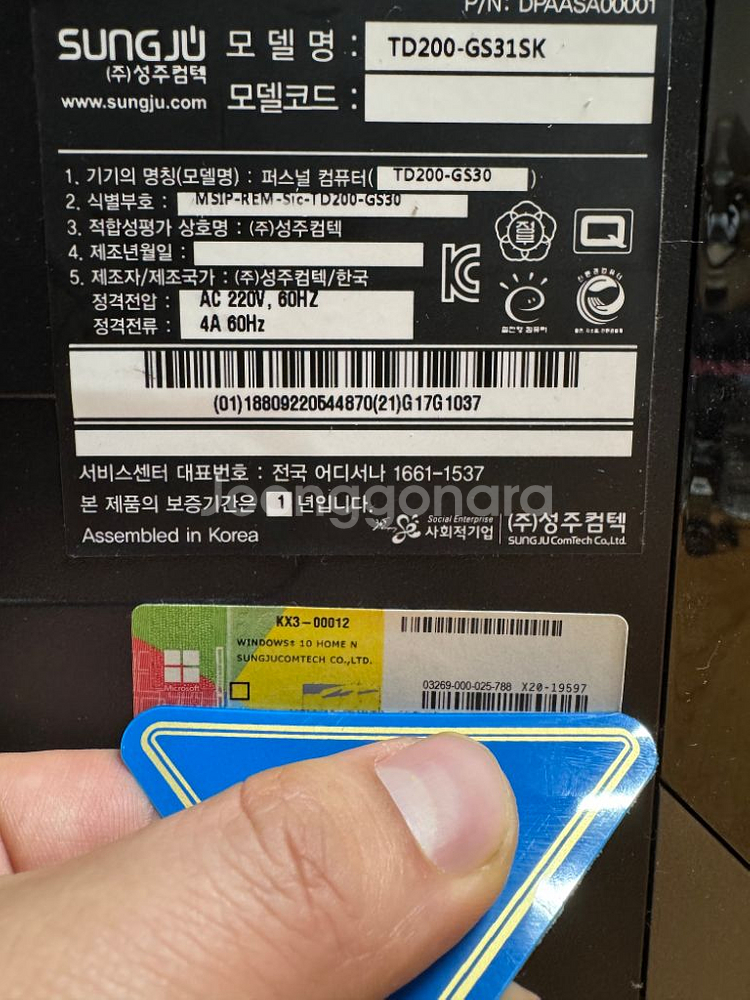 P/N: DPAASA00001
SUNGJU 모 델 명 : TD200-GS31SK
(주)성주컴텍
www.sungju.com 모델코드 :
1. 기기의 명칭(모델명) : 퍼스널 컴퓨터( TD200-GS30 )
2. 식별부호 : MSIP-REM-SJc-TD200-GS30
3. 적합성평가 상호명 : (주)성주컴텍
4. 제조년월일 :
5. 제조자/제조국가 : (주)성주컴텍/한국
정격전압 : AC 220V, 60HZ
정격전류 : 4A 60Hz
(01)18809220544870(21)G17G1037
서비스센터 대표번호 : 전국 어디서나 1661-1537
본 제품의 보증기간은 1 년입니다.
Joonggonara
Assembled in Korea
Social Enterprise
사회적기업
(주)성주컴텍
SUNGJU ComTech Co.,Ltd.
KX3-00012
WINDOWS® 10 HOME N
SUNGJUCOMTECH CO.,LTD.
Microsoft
03269-000-025-788 X20-19597